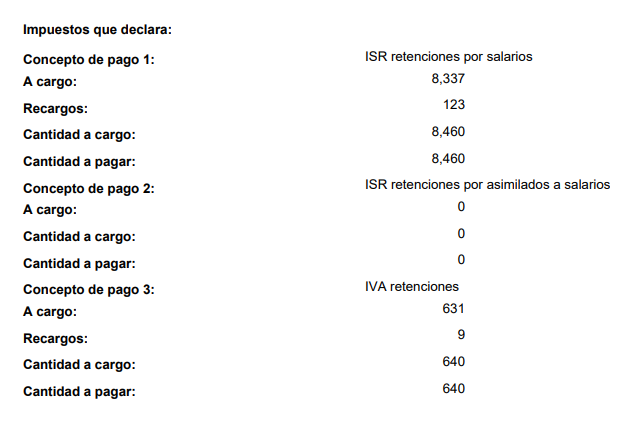 Impuestos que declara:
Concepto de pago 1: ISR retenciones por salarios
A cargo: 8,337
Recargos: 123
Cantidad a cargo: 8,460
Cantidad a pagar: 8,460
Concepto de pago 2: ISR retenciones por asimilados a salarios
A cargo: 0
Cantidad a cargo: 0
Cantidad a pagar: 0
Concepto de pago 3: IVA retenciones
A cargo: 631
Recargos: 9
Cantidad a cargo: 640
Cantidad a pagar: 640